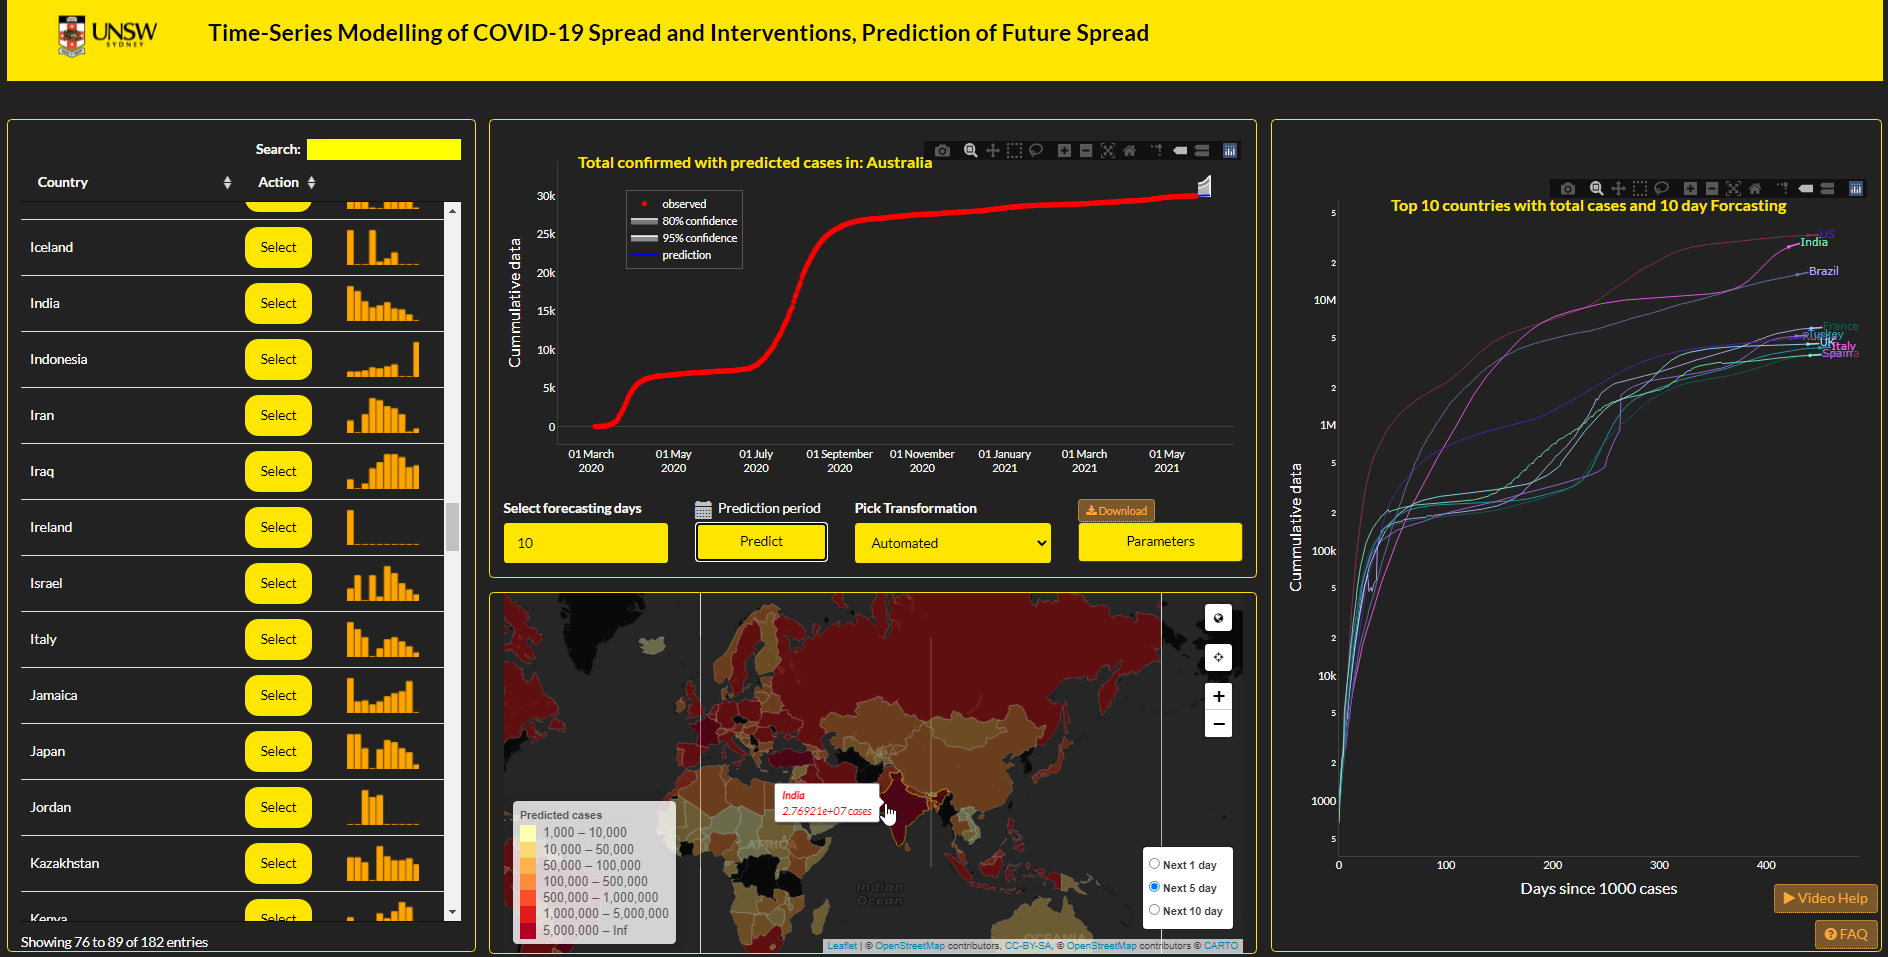 UNSW
SYDNEY
Time-Series Modelling of COVID-19 Spread and Interventions, Prediction of Future Spread
Search:
Country Action
Iceland Select
India Select
Indonesia Select
Iran Select
Iraq Select
Ireland Select
Israel Select
Italy Select
Jamaica Select
Japan Select
Jordan Select
Kazakhstan Select
Kenya Select
Showing 76 to 89 of 182 entries
Total confirmed with predicted cases in: Australia
observed
80% confidence
95% confidence
prediction
Cummulative data
30k
25k
20k
15k
10k
5k
0
01 March 2020
01 May 2020
01 July 2020
01 September 2020
01 November 2020
01 January 2021
01 March 2021
01 May 2021
Select forecasting days
10
Prediction period
Predict
Pick Transformation
Automated
Download
Parameters
ASIA
India
2.76921e+07 cases
AFRICA
Indian
Ocean
OCEANIA
Predicted cases
1,000 – 10,000
10,000 – 50,000
50,000 – 100,000
100,000 – 500,000
500,000 – 1,000,000
1,000,000 – 5,000,000
5,000,000 – Inf
+
−
Next 1 day
Next 5 day
Next 10 day
Leaflet | © OpenStreetMap contributors, CC-BY-SA, © OpenStreetMap contributors © CARTO
Top 10 countries with total cases and 10 day Forcasting
US
India
Brazil
France
Turkey
UK
Italy
Spain
Cummulative data
5
2
10M
5
2
1M
5
2
100k
5
2
10k
5
2
1000
5
0 100 200 300 400
Days since 1000 cases
Video Help
FAQ